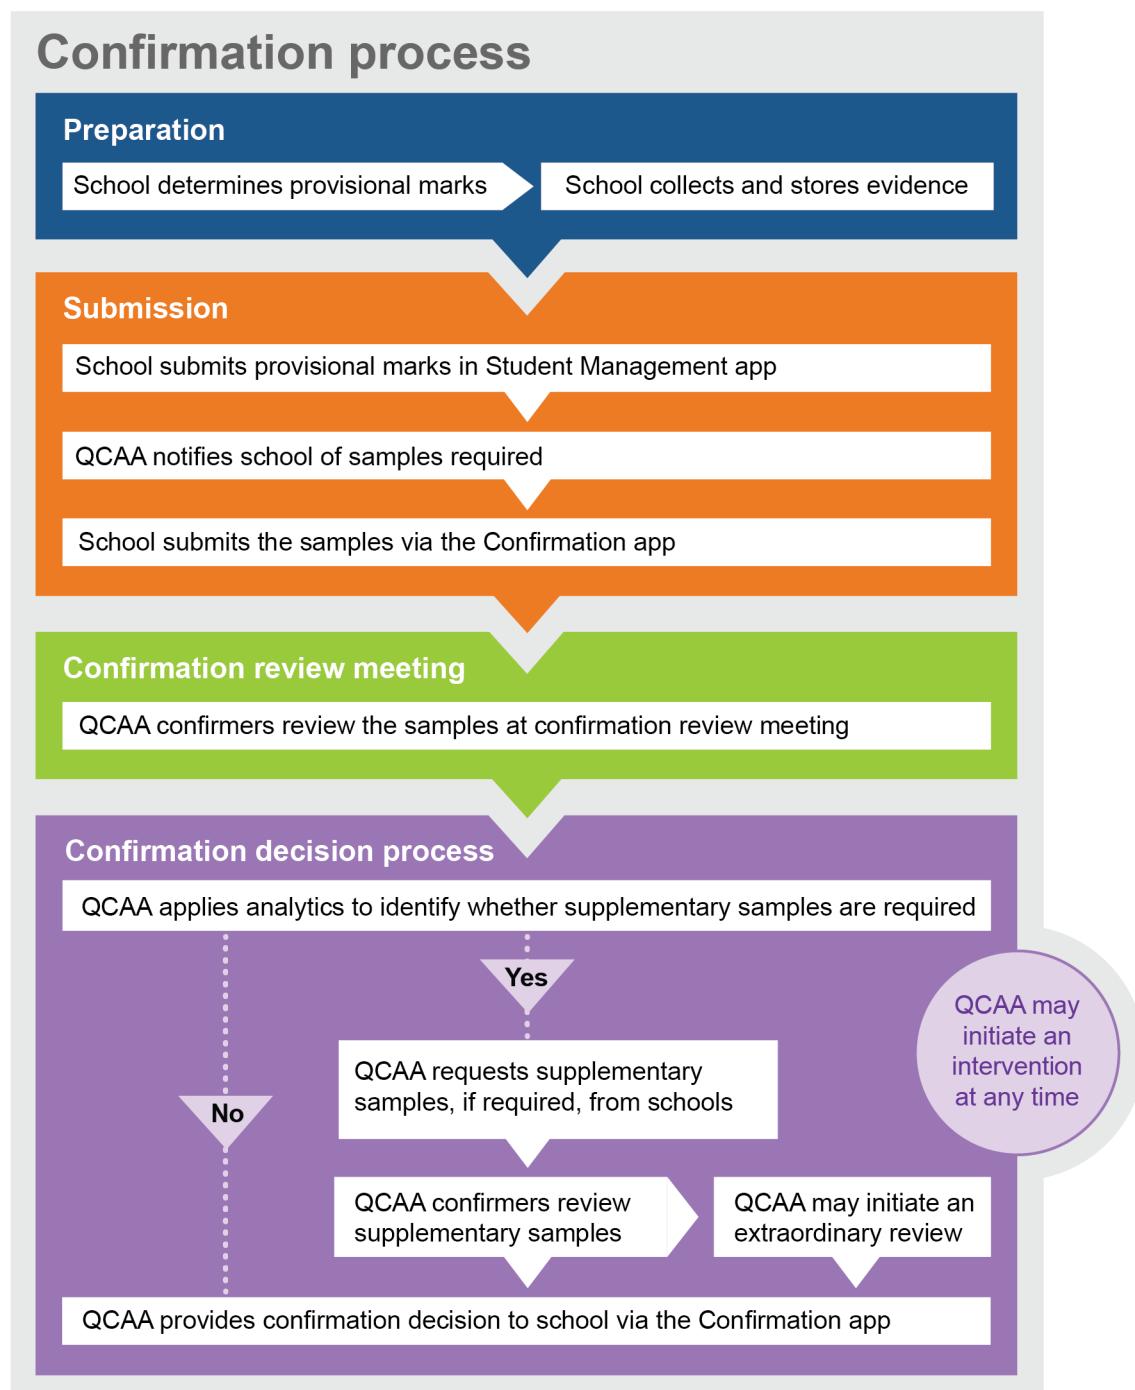 Confirmation process
Preparation
School determines provisional marks
School collects and stores evidence
Submission
School submits provisional marks in Student Management app
QCAA notifies school of samples required
School submits the samples via the Confirmation app
Confirmation review meeting
QCAA confirmers review the samples at confirmation review meeting
Confirmation decision process
QCAA applies analytics to identify whether supplementary samples are required
Yes
QCAA may
initiate an
intervention
at any time
QCAA requests supplementary
samples, if required, from schools
No
QCAA confirmers review
supplementary samples
QCAA may initiate an
extraordinary review
QCAA provides confirmation decision to school via the Confirmation app